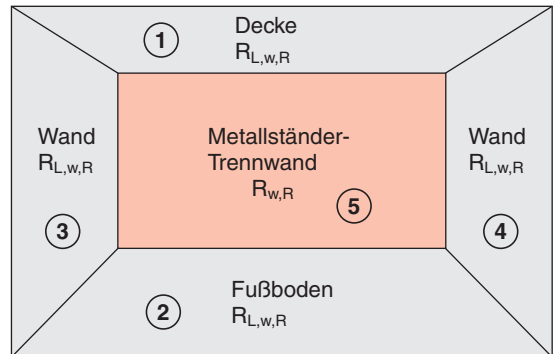 Decke
R_L,w,R
1
Wand
R_L,w,R
3
Metallständer-
Trennwand
R_w,R
5
Wand
R_L,w,R
4
Fußboden
R_L,w,R
2